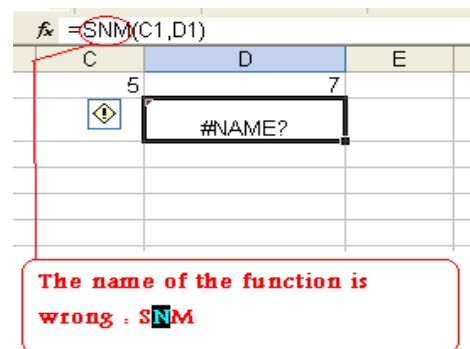 fx =SNM(C1,D1)
C D E
5 7
#NAME?
The name of the function is
wrong : SNM